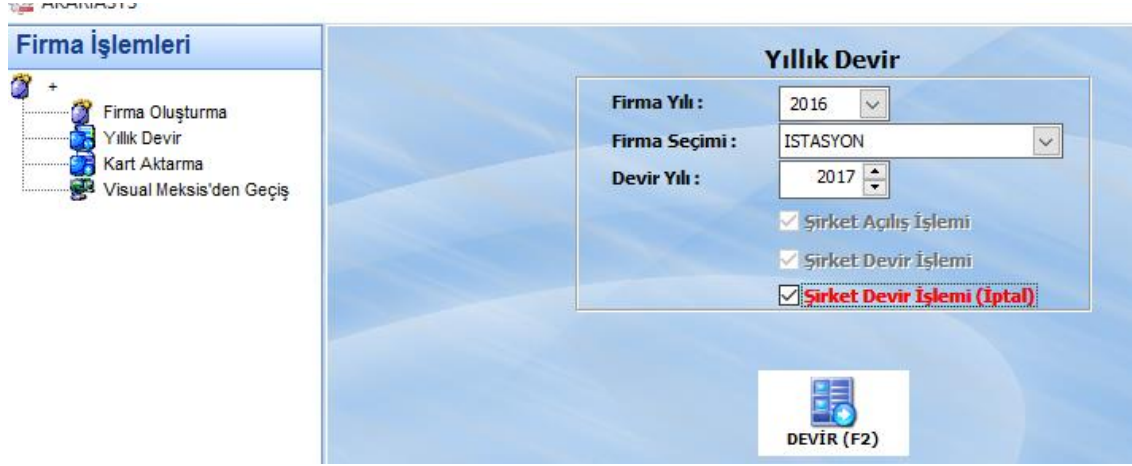 Firma İşlemleri
+
Firma Oluşturma
Yıllık Devir
Kart Aktarma
Visual Meksis'den Geçiş
Yıllık Devir
Firma Yılı :
2016
Firma Seçimi :
ISTASYON
Devir Yılı :
2017
Şirket Açılış İşlemi
Şirket Devir İşlemi
Şirket Devir İşlemi (İptal)
DEVİR (F2)